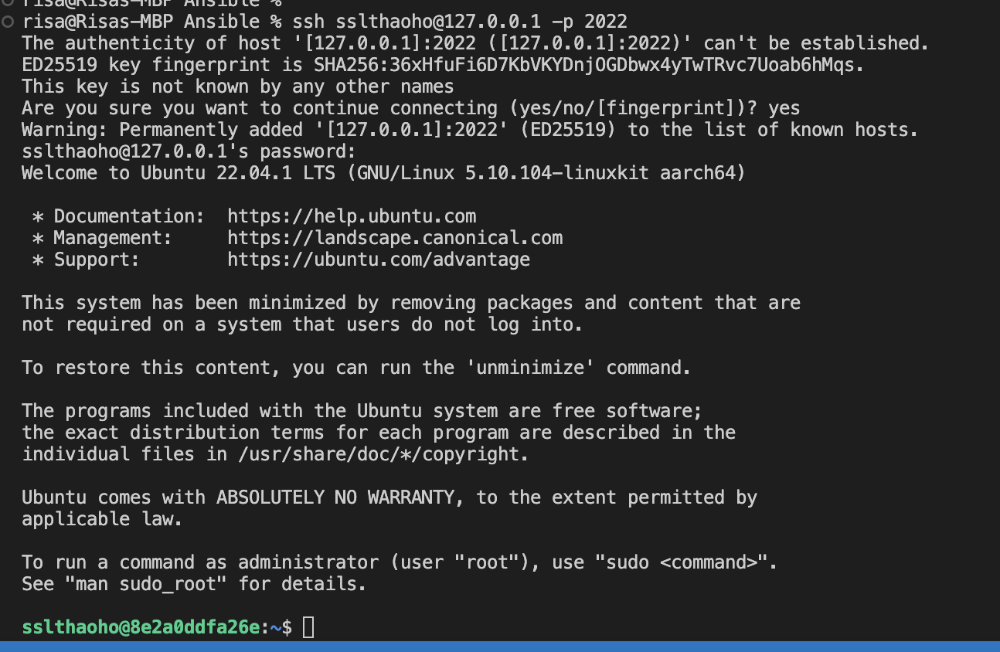 risa@Risas-MBP Ansible %
risa@Risas-MBP Ansible % ssh sslthaoho@127.0.0.1 -p 2022
The authenticity of host '[127.0.0.1]:2022 ([127.0.0.1]:2022)' can't be established.
ED25519 key fingerprint is SHA256:36xHfuFi6D7KbVKYDnjOGDbwx4yTwTRvc7Uoab6hMqs.
This key is not known by any other names
Are you sure you want to continue connecting (yes/no/[fingerprint])? yes
Warning: Permanently added '[127.0.0.1]:2022' (ED25519) to the list of known hosts.
sslthaoho@127.0.0.1's password:
Welcome to Ubuntu 22.04.1 LTS (GNU/Linux 5.10.104-linuxkit aarch64)
* Documentation:  https://help.ubuntu.com
* Management:     https://landscape.canonical.com
* Support:        https://ubuntu.com/advantage
This system has been minimized by removing packages and content that are
not required on a system that users do not log into.
To restore this content, you can run the 'unminimize' command.
The programs included with the Ubuntu system are free software;
the exact distribution terms for each program are described in the
individual files in /usr/share/doc/*/copyright.
Ubuntu comes with ABSOLUTELY NO WARRANTY, to the extent permitted by
applicable law.
To run a command as administrator (user "root"), use "sudo <command>".
See "man sudo_root" for details.
sslthaoho@8e2a0ddfa26e:~$